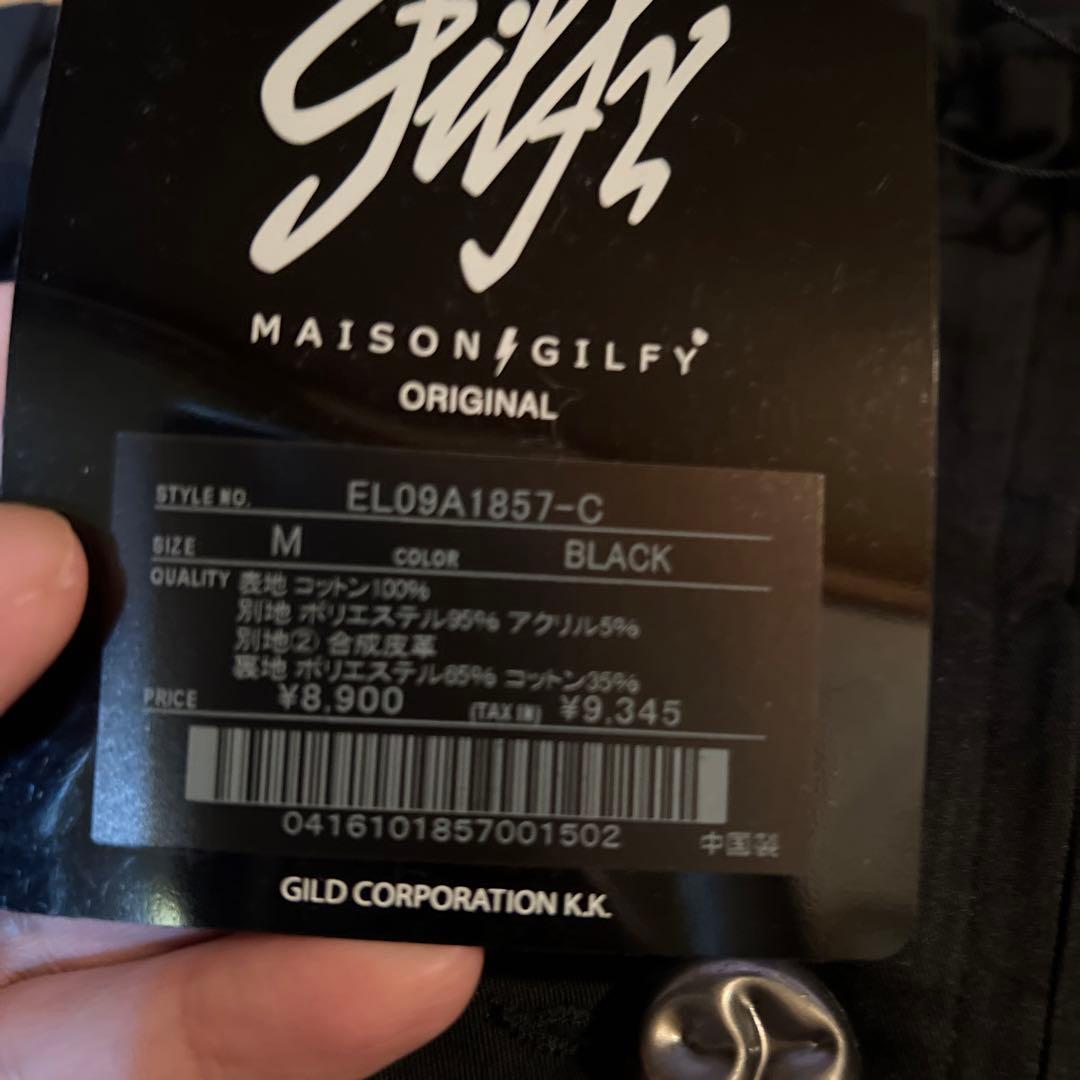 Gilfy
MAISON GILFY
ORIGINAL
STYLE NO. EL09A1857-C
SIZE M COLOR BLACK
QUALITY 表地 コットン100%
別地 ポリエステル95% アクリル5%
別地② 合成皮革
裏地 ポリエステル65% コットン35%
PRICE ¥8.900 (TAX IN) ¥9.345
0416101857001502 中国製
GILD CORPORATION K.K.